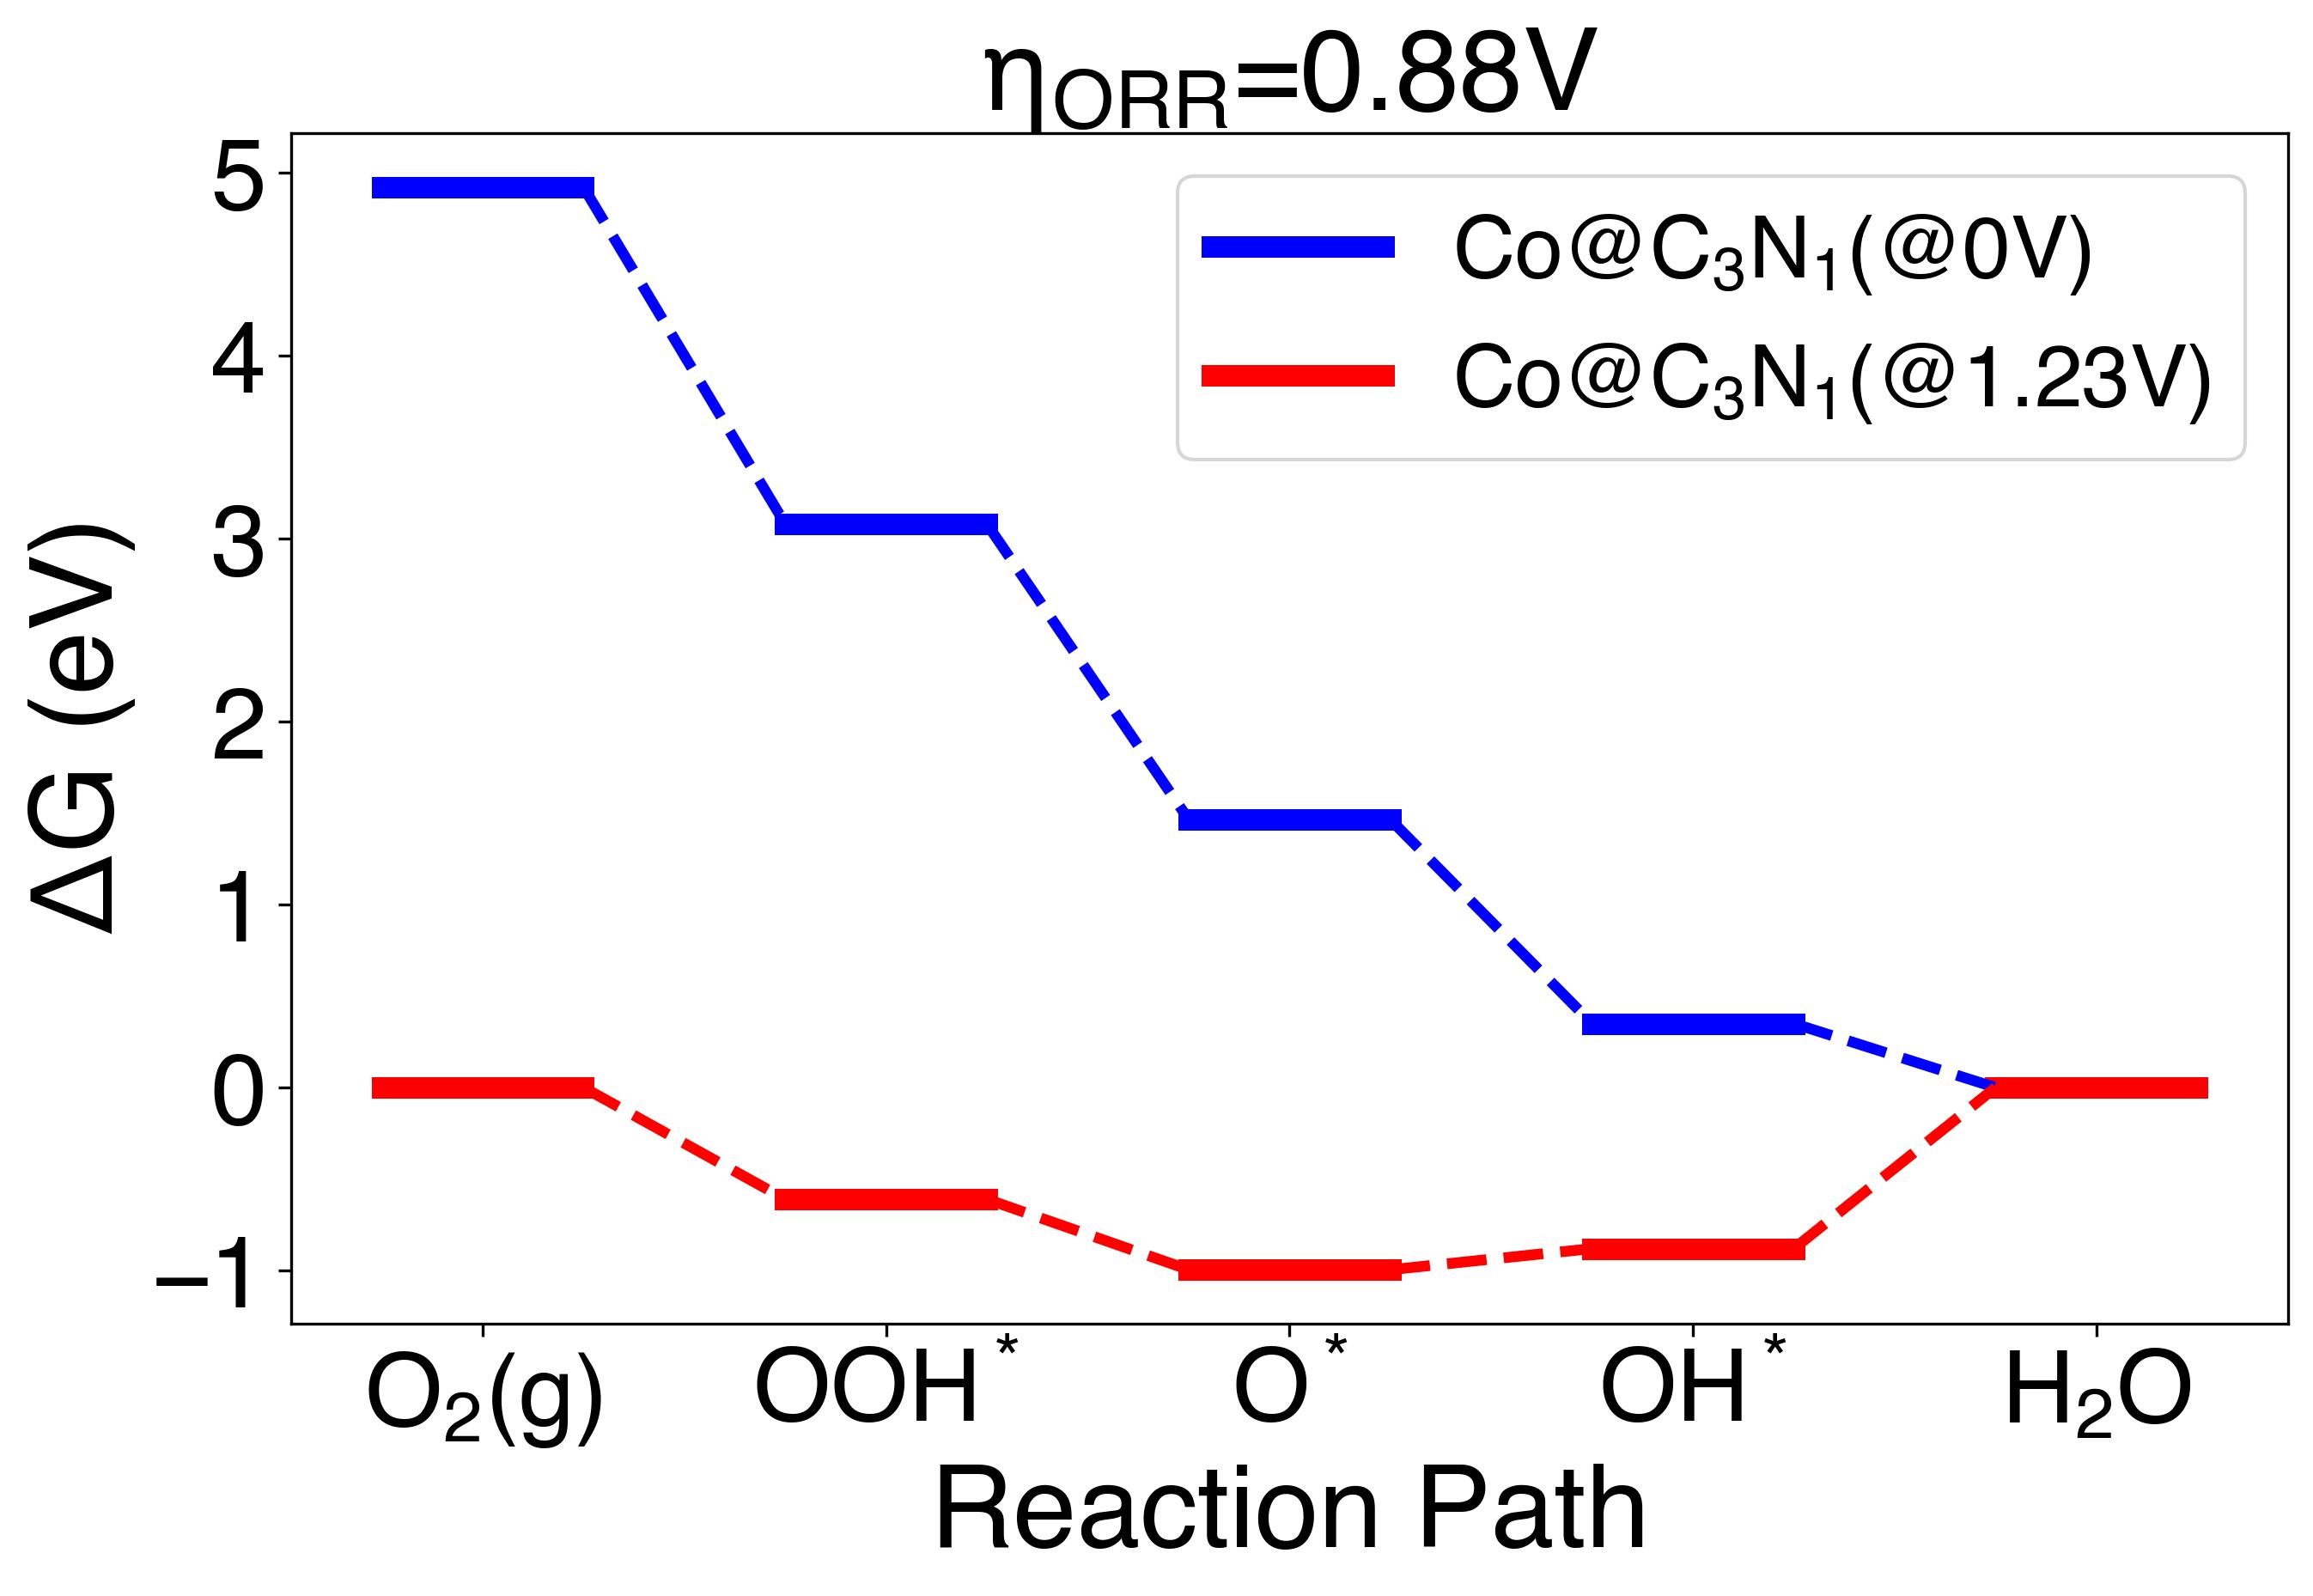 η_ORR=0.88V
Co@C₃N₁(@0V)
Co@C₃N₁(@1.23V)
ΔG (eV)
5
4
3
2
1
0
−1
O₂(g) OOH* O* OH* H₂O
Reaction Path